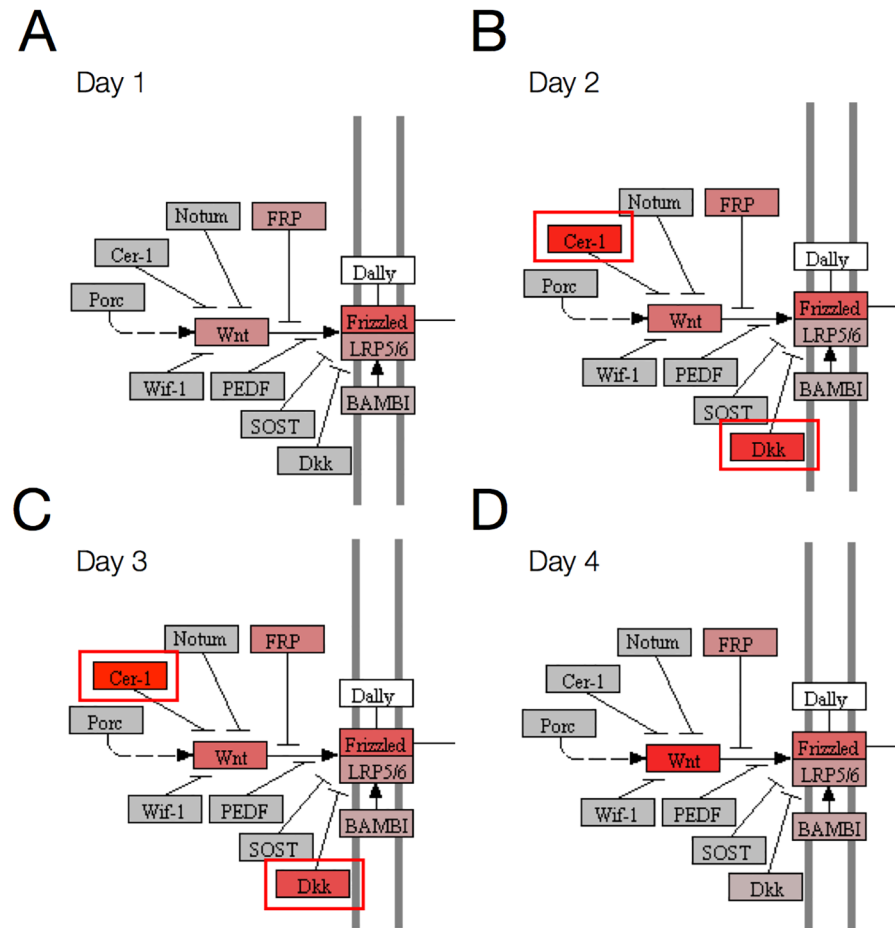 A
Day 1
Notum
FRP
Cer-1
Dally
Porc
Frizzled
Wnt
LRP5/6
Wif-1
PEDF
BAMBI
SOST
Dkk
B
Day 2
Notum
FRP
Cer-1
Dally
Porc
Frizzled
Wnt
LRP5/6
Wif-1
PEDF
BAMBI
SOST
Dkk
C
Day 3
Notum
FRP
Cer-1
Dally
Porc
Frizzled
Wnt
LRP5/6
Wif-1
PEDF
BAMBI
SOST
Dkk
D
Day 4
Notum
FRP
Cer-1
Dally
Porc
Frizzled
Wnt
LRP5/6
Wif-1
PEDF
BAMBI
SOST
Dkk